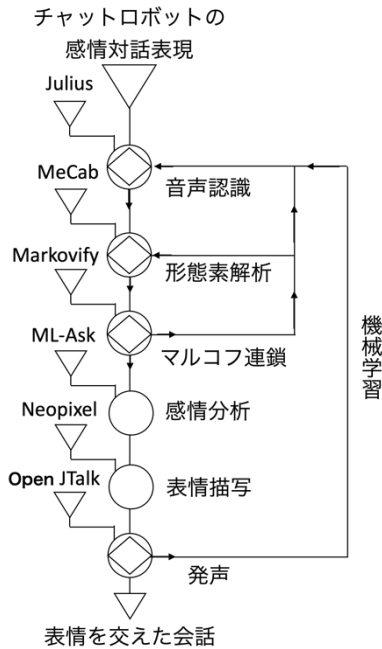 チャットロボットの
感情対話表現
Julius
音声認識
MeCab
形態素解析
Markovify
マルコフ連鎖
ML-Ask
感情分析
Neopixel
表情描写
Open JTalk
発声
機械学習
表情を交えた会話